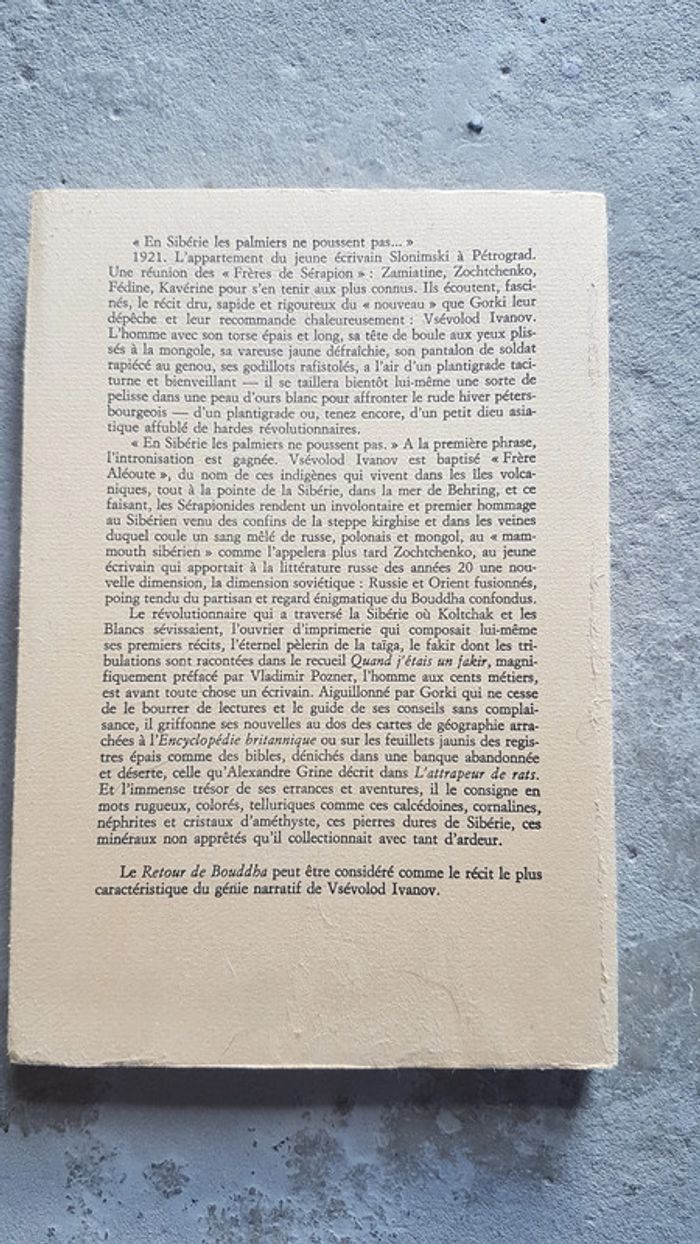 « En Sibérie les palmiers ne poussent pas... »
1921. L'appartement du jeune écrivain Slonimski à Pétrograd.
Une réunion des « Frères de Sérapion » : Zamiatine, Zochtchenko,
Fédine, Kavérine pour s'en tenir aux plus connus. Ils écoutent, fasci-
nés, le récit dru, sapide et rigoureux du « nouveau » que Gorki leur
dépêche et leur recommande chaleureusement : Vsévolod Ivanov.
L'homme avec son torse épais et long, sa tête de boule aux yeux plis-
sés à la mongole, sa vareuse jaune défraîchie, son pantalon de soldat
rapiécé au genou, ses godillots rafistolés, a l'air d'un plantigrade taci-
turne et bienveillant — il se taillera bientôt lui-même une sorte de
pelisse dans une peau d'ours blanc pour affronter le rude hiver péters-
bourgeois — d'un plantigrade ou, tenez encore, d'un petit dieu asia-
tique affublé de hardes révolutionnaires.
« En Sibérie les palmiers ne poussent pas. » A la première phrase,
l'intronisation est gagnée. Vsévolod Ivanov est baptisé « Frère
Aléoute », du nom de ces indigènes qui vivent dans les îles volca-
niques, tout à la pointe de la Sibérie, dans la mer de Behring, et ce
faisant, les Sérapionides rendent un involontaire et premier hommage
au Sibérien venu des confins de la steppe kirghise et dans les veines
duquel coule un sang mêlé de russe, polonais et mongol, au « mam-
mouth sibérien » comme l'appelera plus tard Zochtchenko, au jeune
écrivain qui apportait à la littérature russe des années 20 une nou-
velle dimension, la dimension soviétique : Russie et Orient fusionnés,
poing tendu du partisan et regard énigmatique du Bouddha confondus.
Le révolutionnaire qui a traversé la Sibérie où Koltchak et les
Blancs sévissaient, l'ouvrier d'imprimerie qui composait lui-même
ses premiers récits, l'éternel pèlerin de la taïga, le fakir dont les tri-
bulations sont racontées dans le recueil Quand j'étais un fakir, magni-
fiquement préfacé par Vladimir Pozner, l'homme aux cents métiers,
est avant toute chose un écrivain. Aiguillonné par Gorki qui ne cesse
de le bourrer de lectures et le guide de ses conseils sans complai-
sance, il griffonne ses nouvelles au dos des cartes de géographie arra-
chées à l'Encyclopédie britannique ou sur les feuillets jaunis des regis-
tres épais comme des bibles, dénichés dans une banque abandonnée
et déserte, celle qu'Alexandre Grine décrit dans L'attrapeur de rats.
Et l'immense trésor de ses errances et aventures, il le consigne en
mots rugueux, colorés, telluriques comme ces calcédoines, cornalines,
néphrites et cristaux d'améthyste, ces pierres dures de Sibérie, ces
minéraux non apprêtés qu'il collectionnait avec tant d'ardeur.
Le Retour de Bouddha peut être considéré comme le récit le plus
caractéristique du génie narratif de Vsévolod Ivanov.